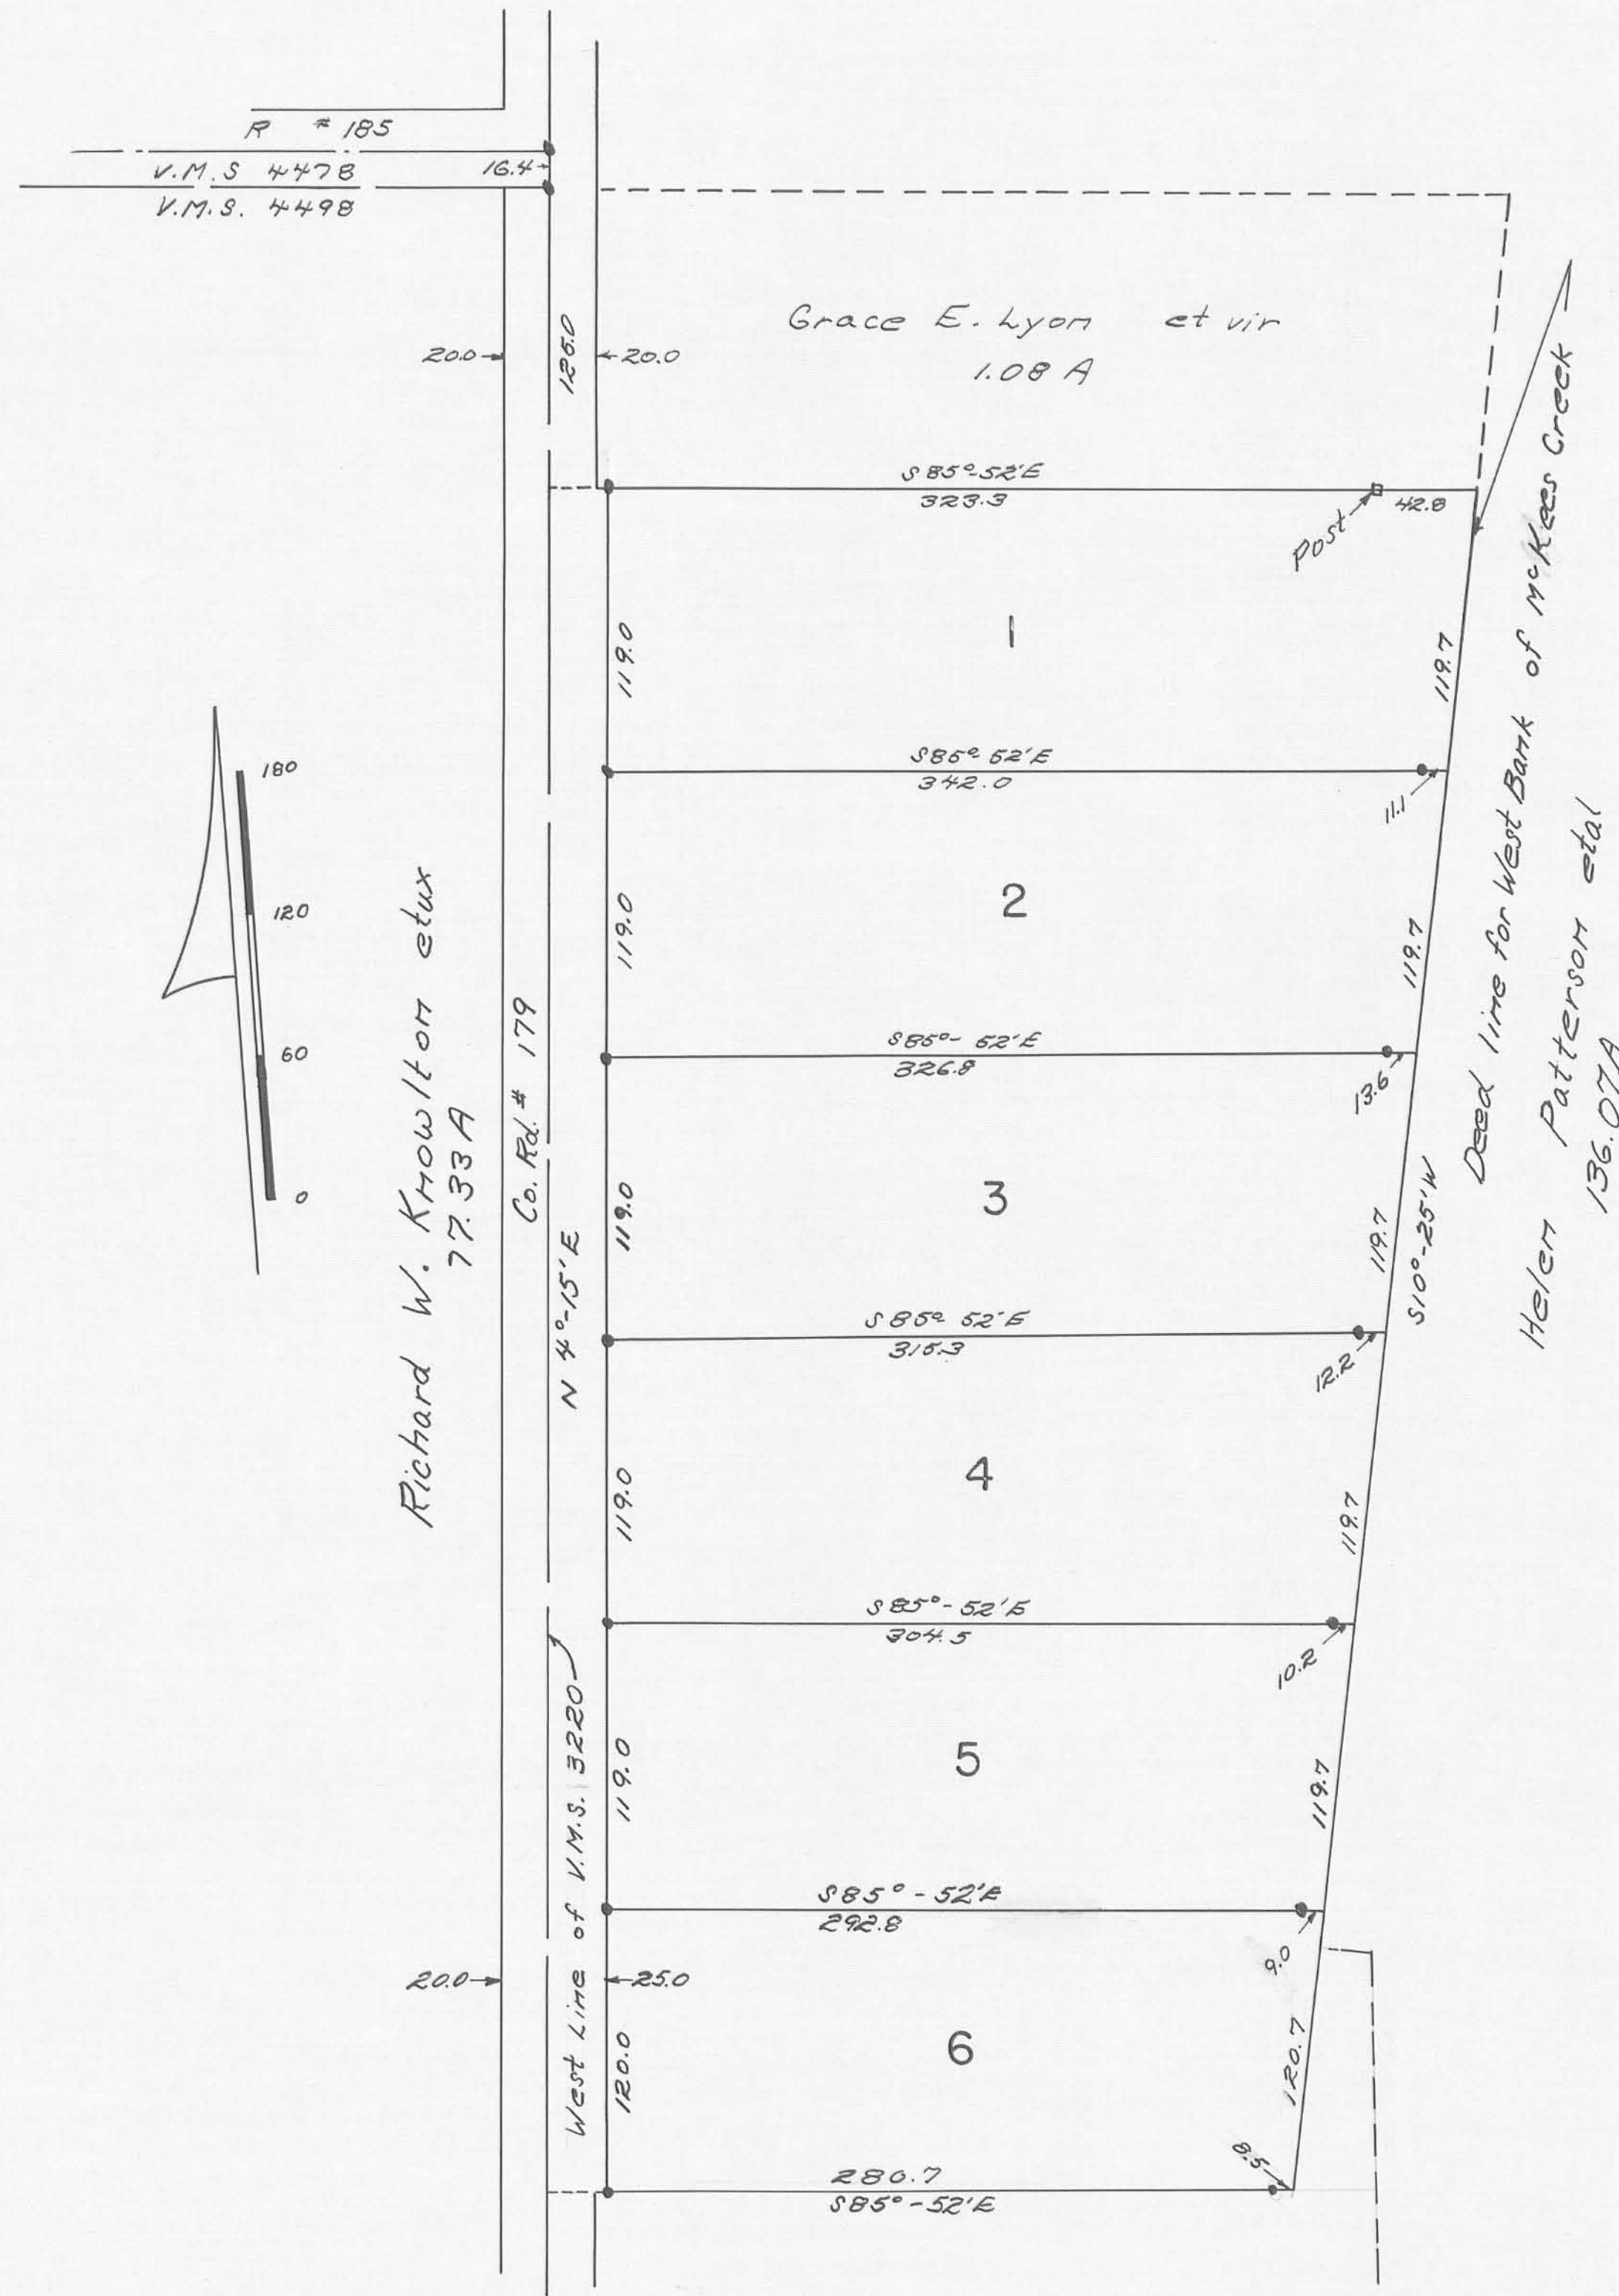 R # 185
V.M.S 4478
16.4
V.M.S. 4498
Grace E. Lyon et vir
1.08 A
20.0
126.0
20.0
S 85°-52'E
323.3
Post
42.8
1
119.0
119.7
S 85° 52'E
342.0
11.1
2
119.0
119.7
S 85°- 52'E
326.8
13.6
3
119.0
119.7
S10°-25'W
Deed line for West Bank of McKees Creek
Helen Patterson etal
136.07A
180
120
60
0
Richard W. Knowlton etux
77.33 A
Co. Rd. # 179
N 4°-15' E
S 85° 52'E
315.3
12.2
4
119.0
119.7
S 85°-52'E
304.5
10.2
5
119.0
119.7
West Line of V.M.S. 3220
S 85°-52'E
292.8
9.0
20.0
25.0
6
120.0
120.7
8.5
280.7
S85°-52'E